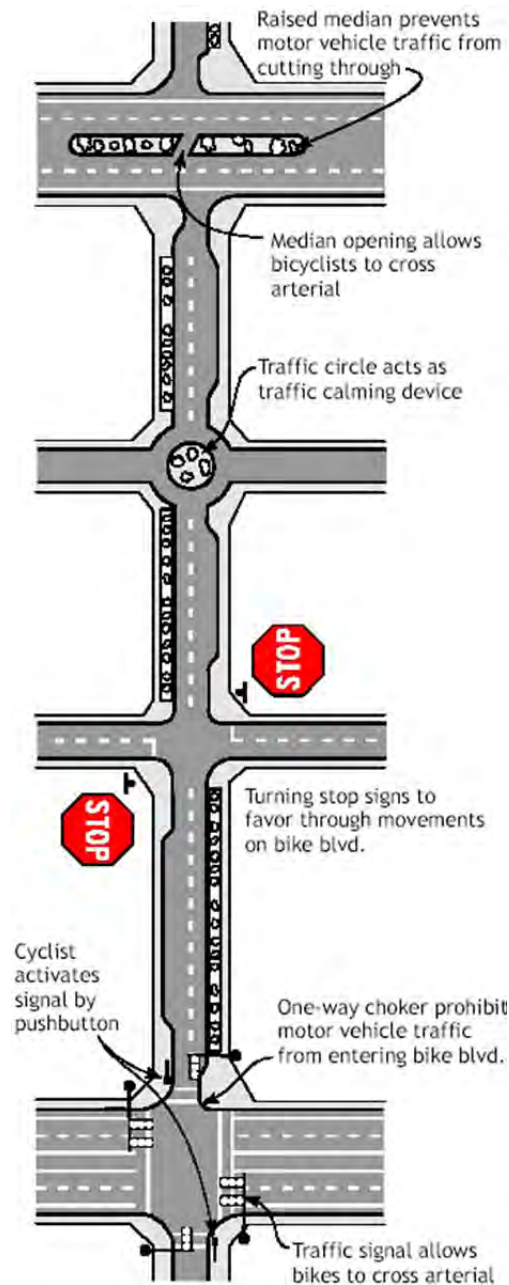 Raised median prevents
motor vehicle traffic from
cutting through
Median opening allows
bicyclists to cross
arterial
Traffic circle acts as
traffic calming device
STOP
STOP
Turning stop signs to
favor through movements
on bike blvd.
Cyclist
activates
signal by
pushbutton
One-way choker prohibit
motor vehicle traffic
from entering bike blvd.
Traffic signal allows
bikes to cross arterial